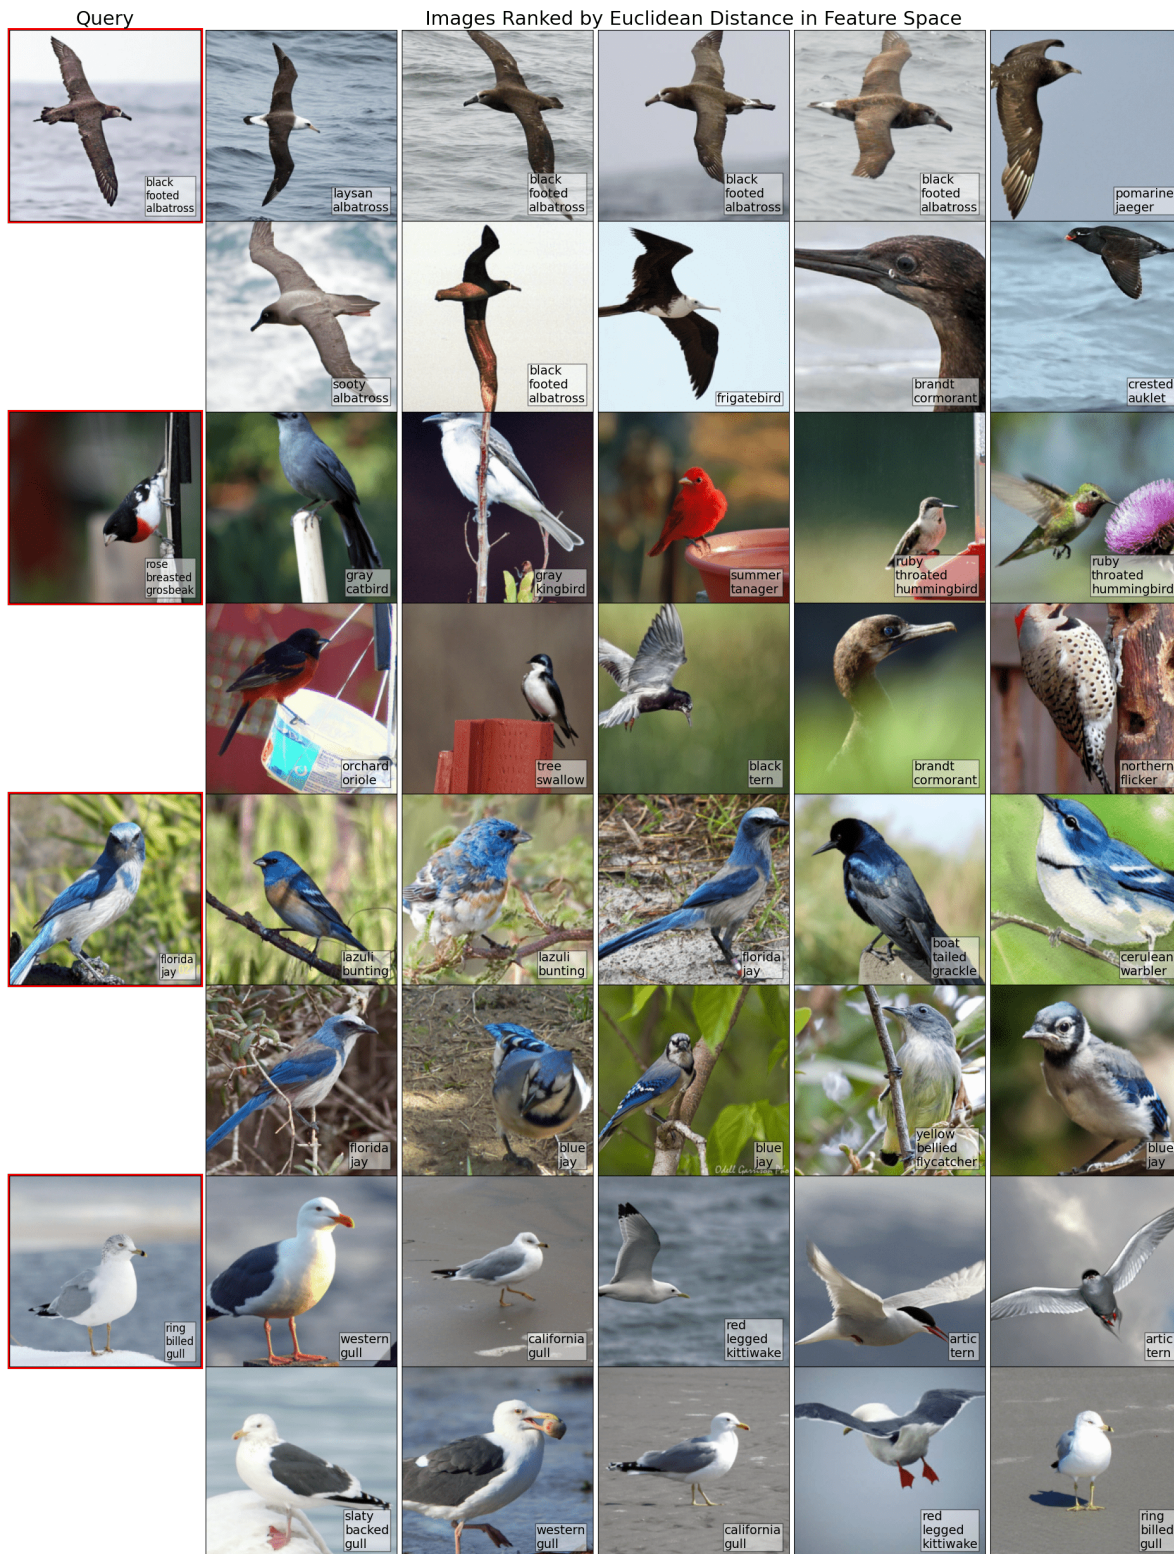 Query
Images Ranked by Euclidean Distance in Feature Space
black
footed
albatross
laysan
albatross
black
footed
albatross
black
footed
albatross
black
footed
albatross
pomarine
jaeger
sooty
albatross
black
footed
albatross
frigatebird
brandt
cormorant
crested
auklet
rose
breasted
grosbeak
gray
catbird
gray
kingbird
summer
tanager
ruby
throated
hummingbird
ruby
throated
hummingbird
orchard
oriole
tree
swallow
black
tern
brandt
cormorant
northern
flicker
florida
jay
lazuli
bunting
lazuli
bunting
florida
jay
boat
tailed
grackle
cerulean
warbler
florida
jay
blue
jay
blue
jay
yellow
bellied
flycatcher
blue
jay
ring
billed
gull
western
gull
california
gull
red
legged
kittiwake
artic
tern
artic
tern
slaty
backed
gull
western
gull
california
gull
red
legged
kittiwake
ring
billed
gull